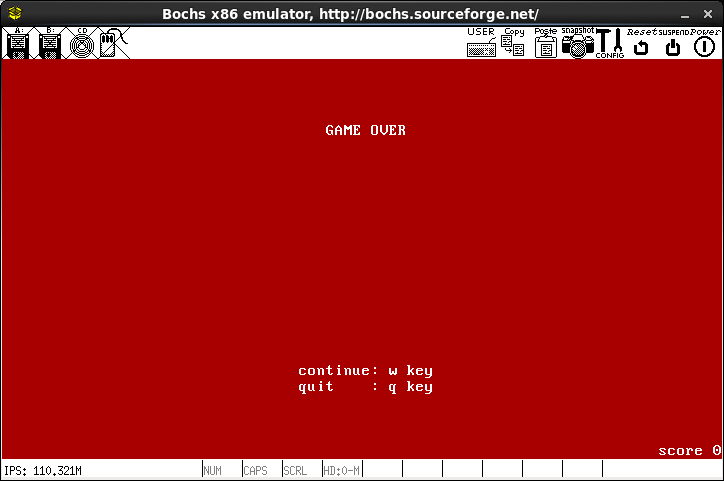 Bochs x86 emulator, http://bochs.sourceforge.net/
A: B: CD USER Copy Paste snapshot CONFIG Reset SUSPEND Power
GAME OVER
continue: w key
quit    : q key
score 0
IPS: 110.321M NUM CAPS SCRL HD:0-M